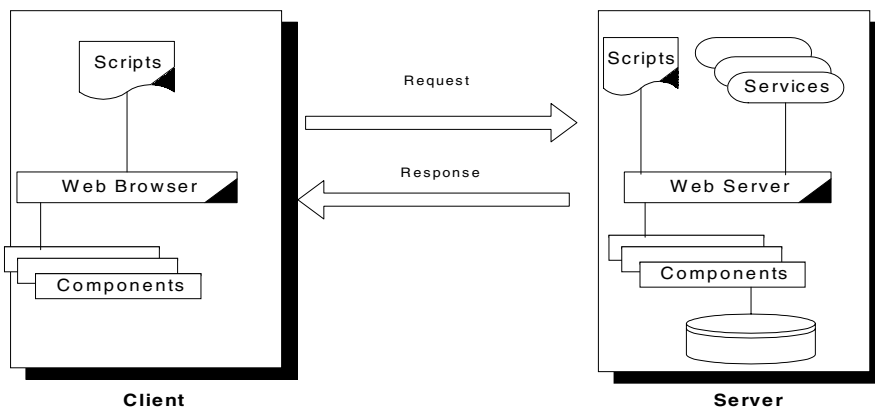 Scripts
Web Browser
Components
Client
Request
Response
Scripts
Services
Web Server
Components
Server